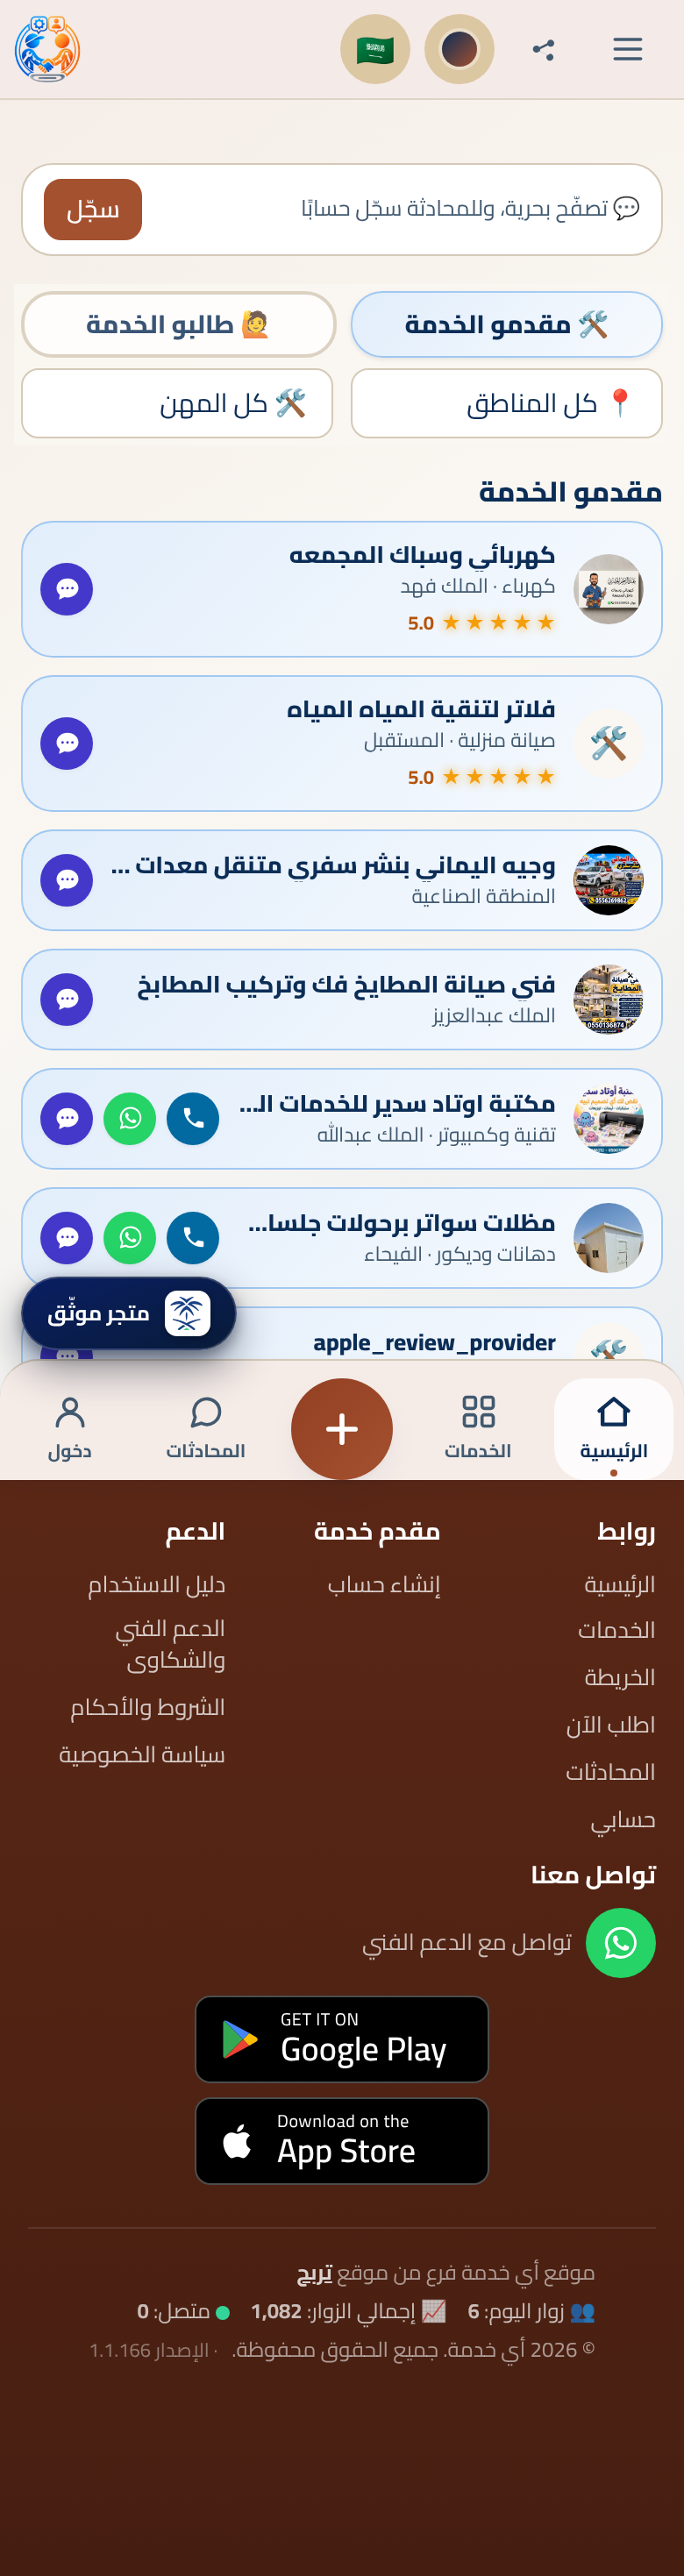 💬 تصفّح بحرية، وللمحادثة سجّل حسابًا
سجّل
🛠️ مقدمو الخدمة
🙋 طالبو الخدمة
📍 كل المناطق
🛠️ كل المهن
مقدمو الخدمة
كهربائي وسباك المجمعه
كهرباء · الملك فهد
★★★★★ 5.0
فلاتر لتنقية المياه المياه
صيانة منزلية · المستقبل
★★★★★ 5.0
وجيه اليماني بنشر سفري متنقل معدات ...
المنطقة الصناعية
0556269862
فني صيانة المطايخ فك وتركيب المطابخ
الملك عبدالعزيز
0550136874
مكتبة اوتاد سدير للخدمات الـ...
تقنية وكمبيوتر · الملك عبدالله
مظلات سواتر برحولات جلسا...
دهانات وديكور · الفيحاء
apple_review_provider
متجر موثّق
الرئيسية
الخدمات
+
المحادثات
دخول
روابط
الرئيسية
الخدمات
الخريطة
اطلب الآن
المحادثات
حسابي
مقدم خدمة
إنشاء حساب
الدعم
دليل الاستخدام
الدعم الفني
والشكاوى
الشروط والأحكام
سياسة الخصوصية
تواصل معنا
تواصل مع الدعم الفني
GET IT ON
Google Play
Download on the
App Store
موقع أي خدمة فرع من موقع تربح
👥 زوار اليوم: 6 📈 إجمالي الزوار: 1,082 متصل: 0
© 2026 أي خدمة. جميع الحقوق محفوظة. · الإصدار 1.1.166